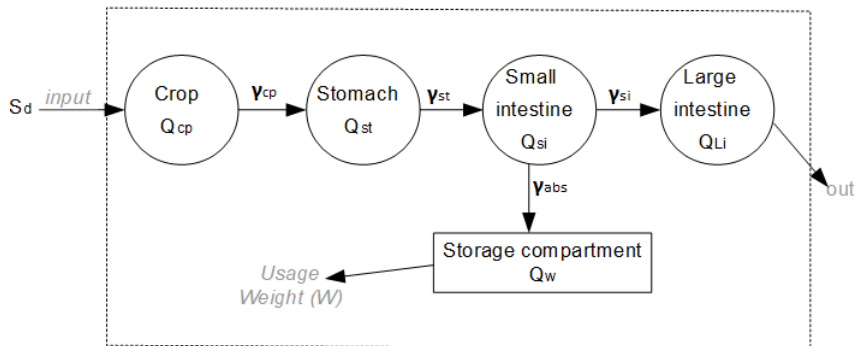 Sd
input
Crop
Qcp
γcp
Stomach
Qst
γst
Small
intestine
Qsi
γsi
Large
intestine
QLi
out
γabs
Storage compartment
Qw
Usage
Weight (W)